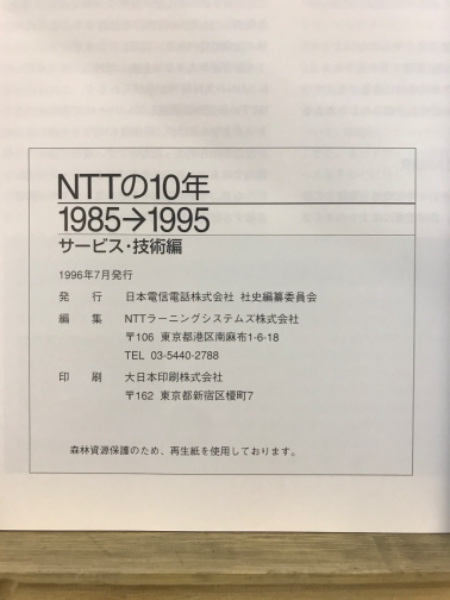 NTTの10年
1985→1995
サービス・技術編
1996年7月発行
発 行 日本電信電話株式会社 社史編纂委員会
編 集 NTTラーニングシステムズ株式会社
〒106 東京都港区南麻布1-6-18
TEL 03-5440-2788
印 刷 大日本印刷株式会社
〒162 東京都新宿区榎町7
森林資源保護のため、再生紙を使用しております。